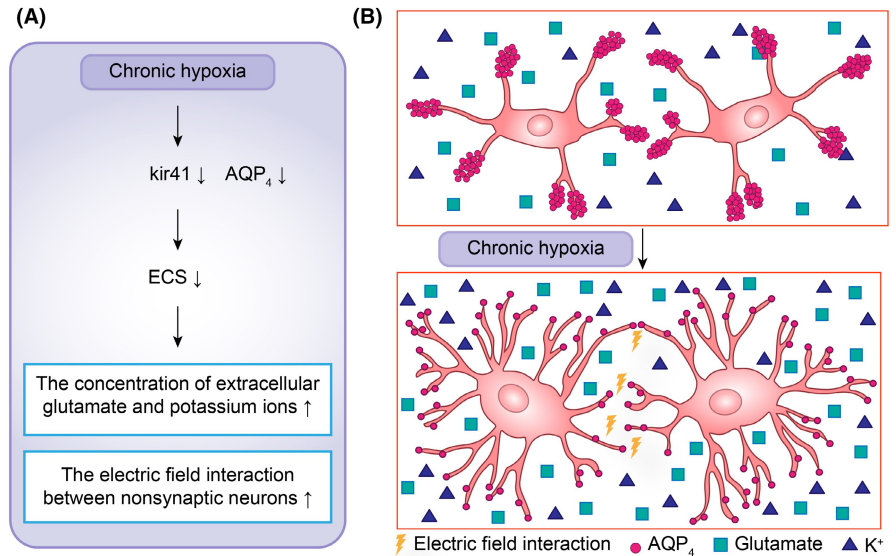 (A)
Chronic hypoxia
kir41 ↓ AQP₄ ↓
ECS ↓
The concentration of extracellular
glutamate and potassium ions ↑
The electric field interaction
between nonsynaptic neurons ↑
(B)
Chronic hypoxia
Electric field interaction AQP₄ Glutamate K⁺